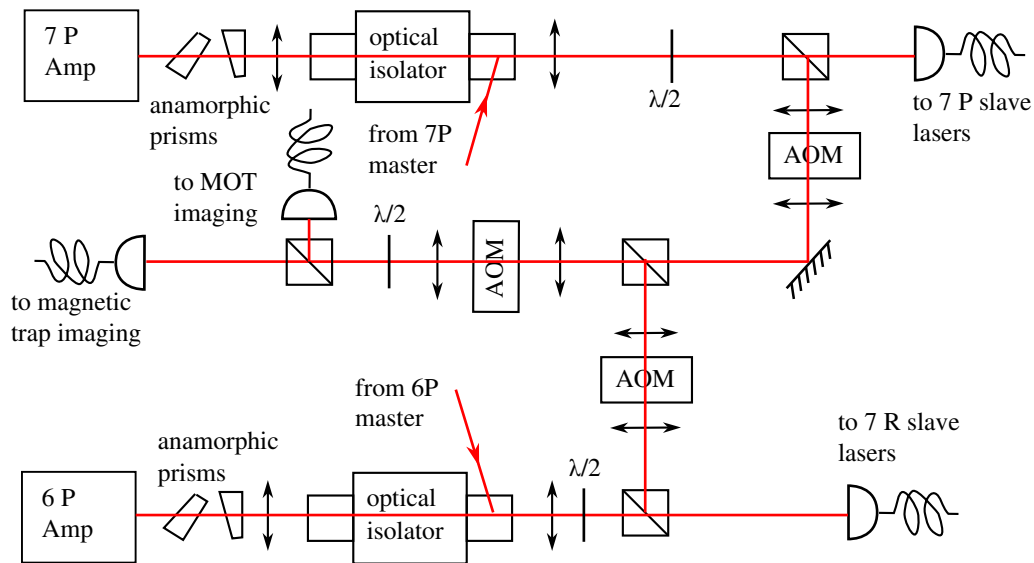 7 P
Amp
anamorphic
prisms
optical
isolator
from 7P
master
λ/2
to 7 P slave
lasers
AOM
to MOT
imaging
λ/2
AOM
to magnetic
trap imaging
AOM
from 6P
master
to 7 R slave
lasers
anamorphic
prisms
6 P
Amp
optical
isolator
λ/2